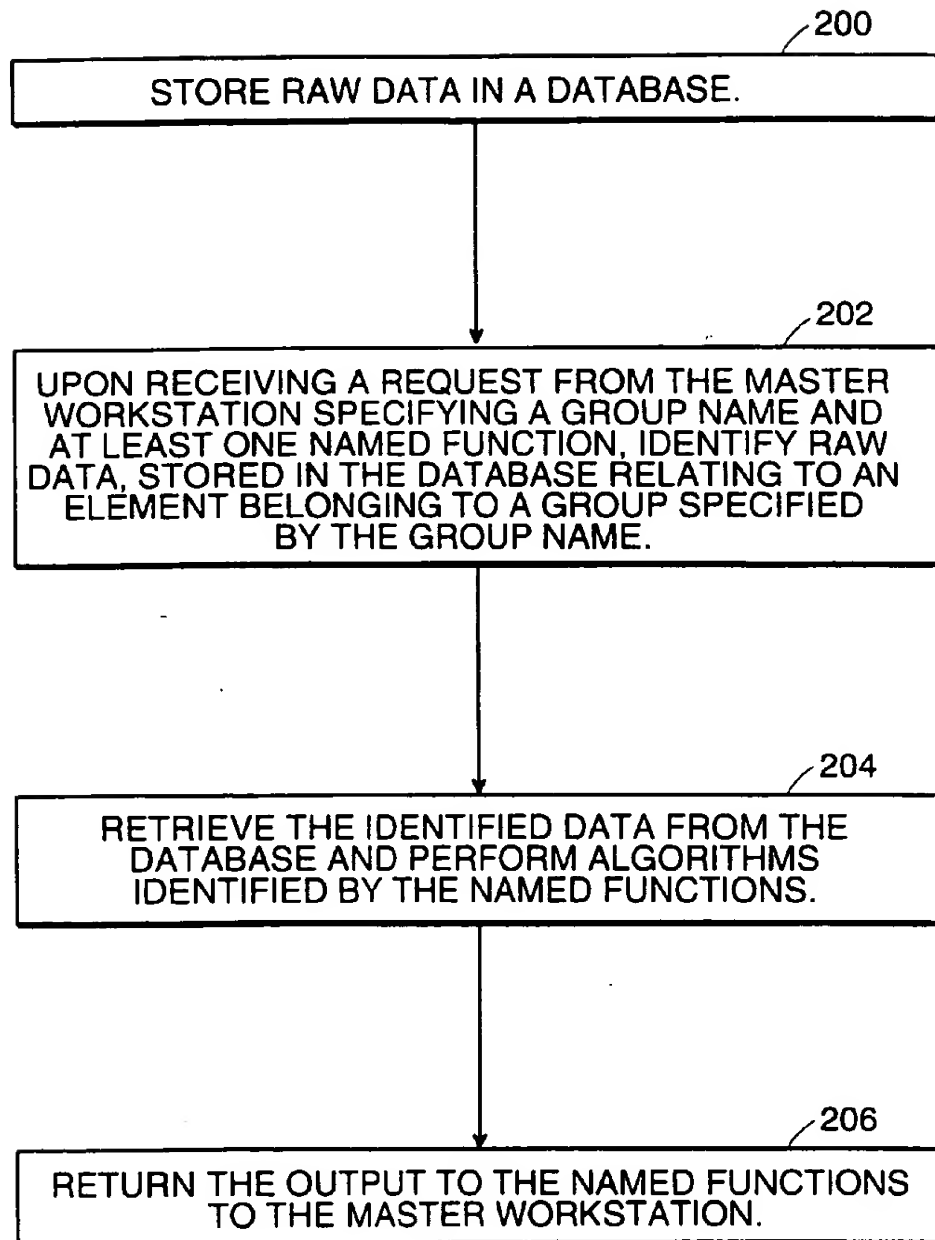 200
STORE RAW DATA IN A DATABASE.
202
UPON RECEIVING A REQUEST FROM THE MASTER
WORKSTATION SPECIFYING A GROUP NAME AND
AT LEAST ONE NAMED FUNCTION, IDENTIFY RAW
DATA, STORED IN THE DATABASE RELATING TO AN
ELEMENT BELONGING TO A GROUP SPECIFIED
BY THE GROUP NAME.
204
RETRIEVE THE IDENTIFIED DATA FROM THE
DATABASE AND PERFORM ALGORITHMS
IDENTIFIED BY THE NAMED FUNCTIONS.
206
RETURN THE OUTPUT TO THE NAMED FUNCTIONS
TO THE MASTER WORKSTATION.